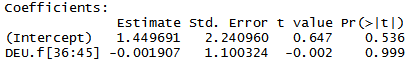 Coefficients:
Estimate Std. Error t value Pr(>|t|)
(Intercept) 1.449691 2.240960 0.647 0.536
DEU.f[36:45] -0.001907 1.100324 -0.002 0.999